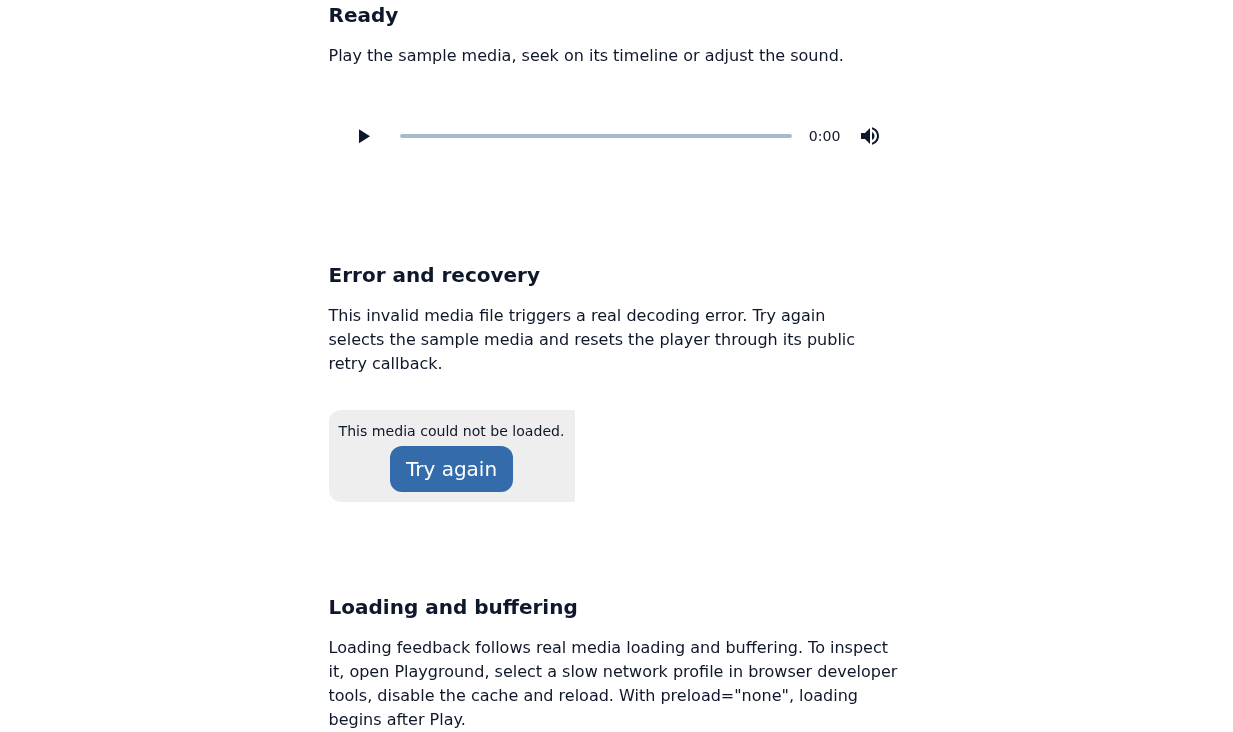 Ready
Play the sample media, seek on its timeline or adjust the sound.
0:00
Error and recovery
This invalid media file triggers a real decoding error. Try again
selects the sample media and resets the player through its public
retry callback.
This media could not be loaded.
Try again
Loading and buffering
Loading feedback follows real media loading and buffering. To inspect
it, open Playground, select a slow network profile in browser developer
tools, disable the cache and reload. With preload="none", loading
begins after Play.